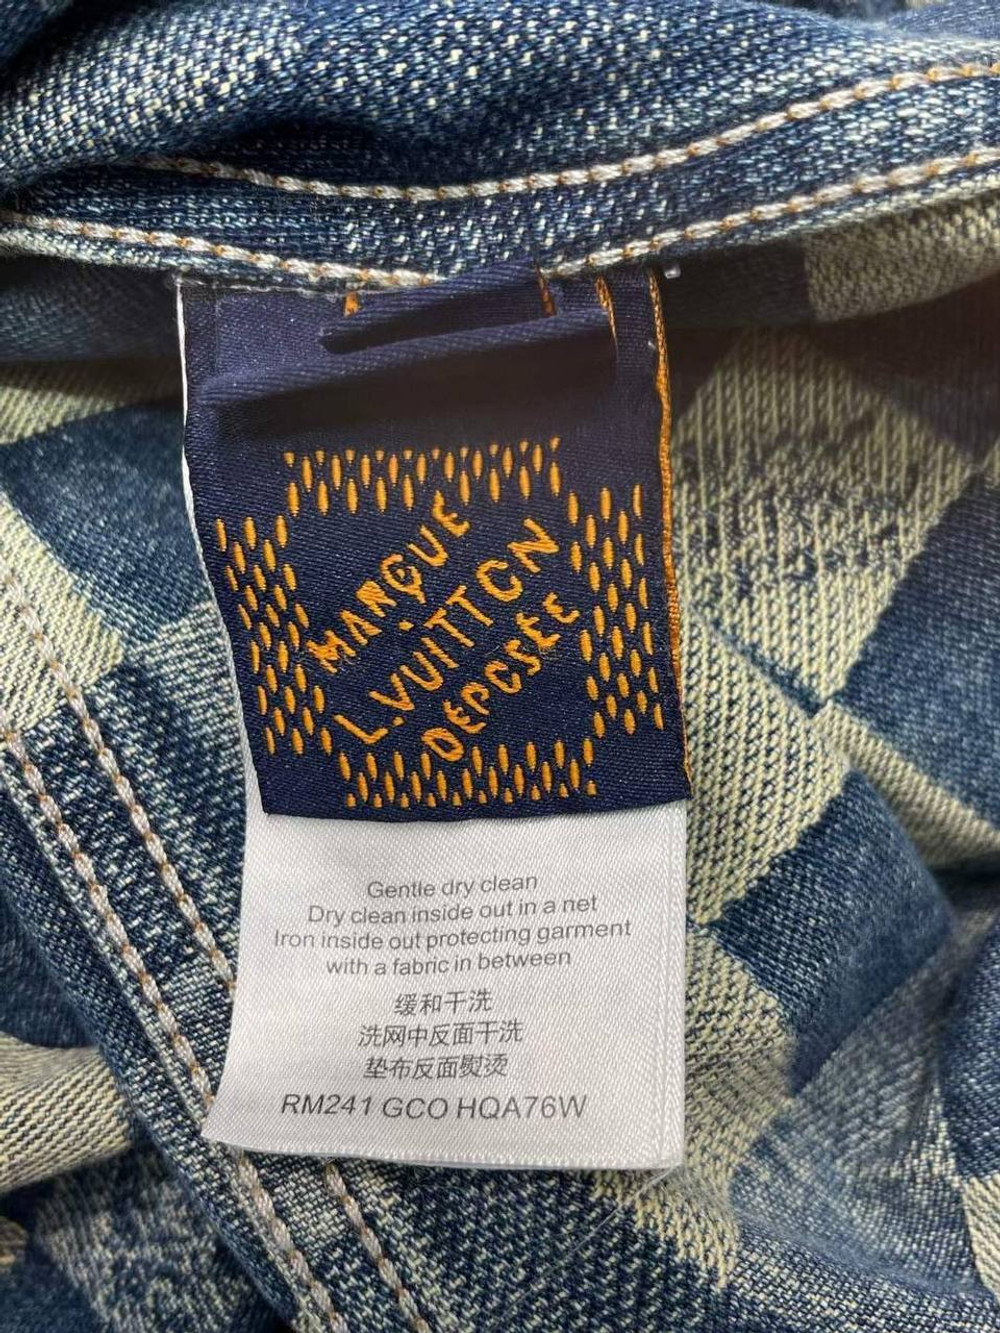 MARQUE
L.VUITTON
DEPOSÉE
Gentle dry clean
Dry clean inside out in a net
Iron inside out protecting garment
with a fabric in between
缓和干洗
洗网中反面干洗
垫布反面熨烫
RM241 GCO HQA76W